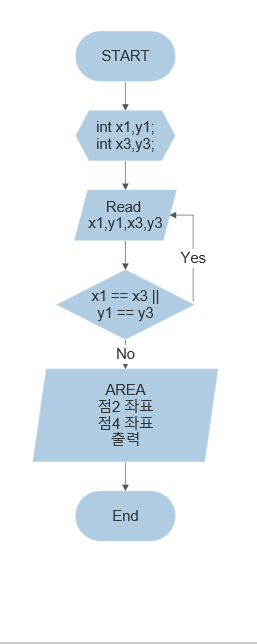 START
int x1,y1;
int x3,y3;
Read
x1,y1,x3,y3
Yes
x1 == x3 ||
y1 == y3
No
AREA
점2 좌표
점4 좌표
출력
End